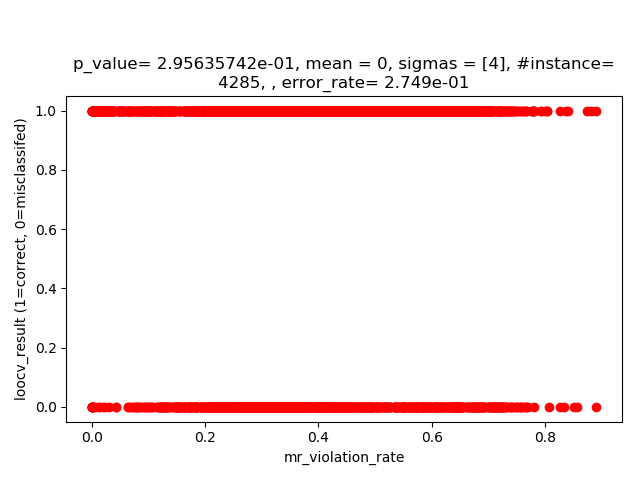 p_value= 2.95635742e-01, mean = 0, sigmas = [4], #instance=
4285, , error_rate= 2.749e-01
loocv_result (1=correct, 0=misclassifed)
1.0
0.8
0.6
0.4
0.2
0.0
0.0 0.2 0.4 0.6 0.8
mr_violation_rate